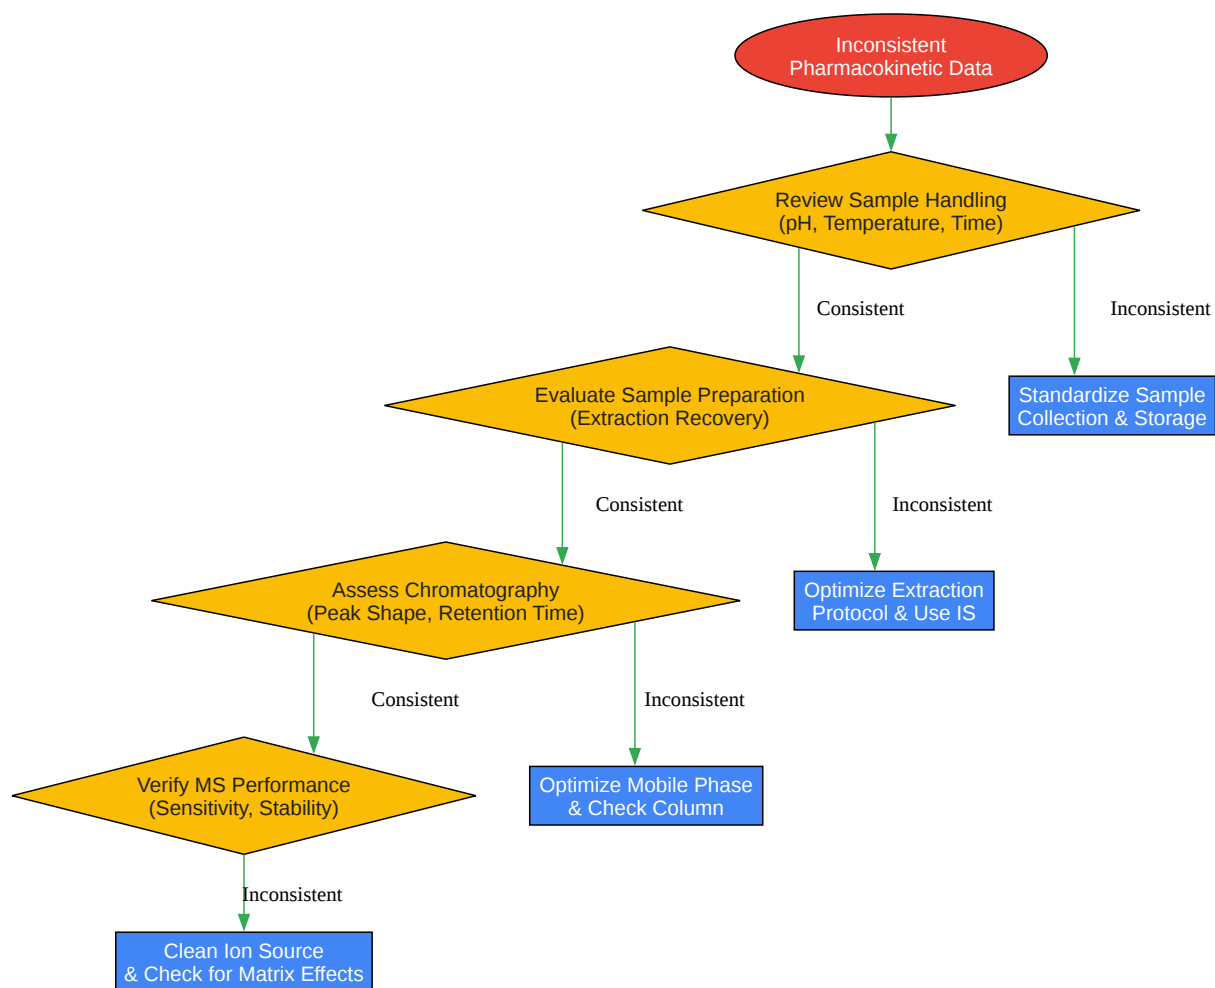 Inconsistent
Pharmacokinetic Data
Review Sample Handling
(pH, Temperature, Time)
Consistent
Inconsistent
Evaluate Sample Preparation
(Extraction Recovery)
Standardize Sample
Collection & Storage
Consistent
Inconsistent
Assess Chromatography
(Peak Shape, Retention Time)
Optimize Extraction
Protocol & Use IS
Consistent
Inconsistent
Verify MS Performance
(Sensitivity, Stability)
Optimize Mobile Phase
& Check Column
Inconsistent
Clean Ion Source
& Check for Matrix Effects